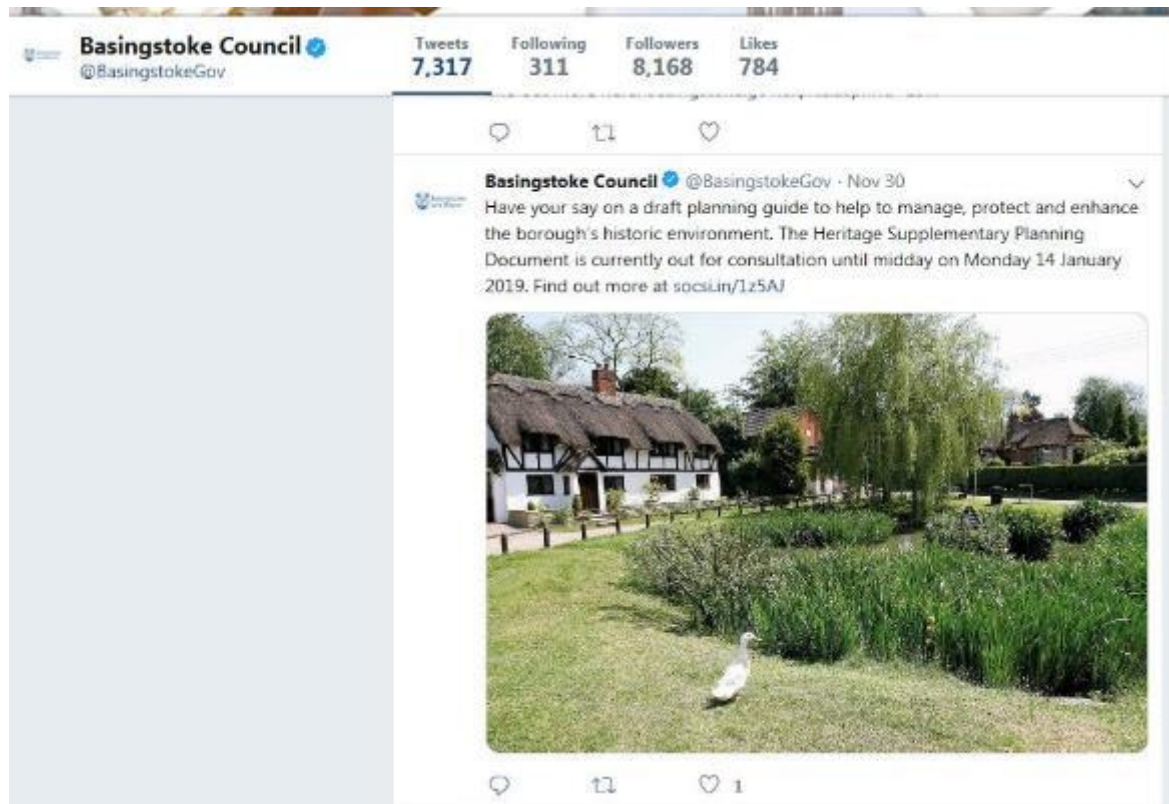 Basingstoke Council
@BasingstokeGov
Tweets
7,317
Following
311
Followers
8,168
Likes
784
Basingstoke Council @BasingstokeGov · Nov 30
Have your say on a draft planning guide to help to manage, protect and enhance
the borough's historic environment. The Heritage Supplementary Planning
Document is currently out for consultation until midday on Monday 14 January
2019. Find out more at socsi.in/1z5AJ
1